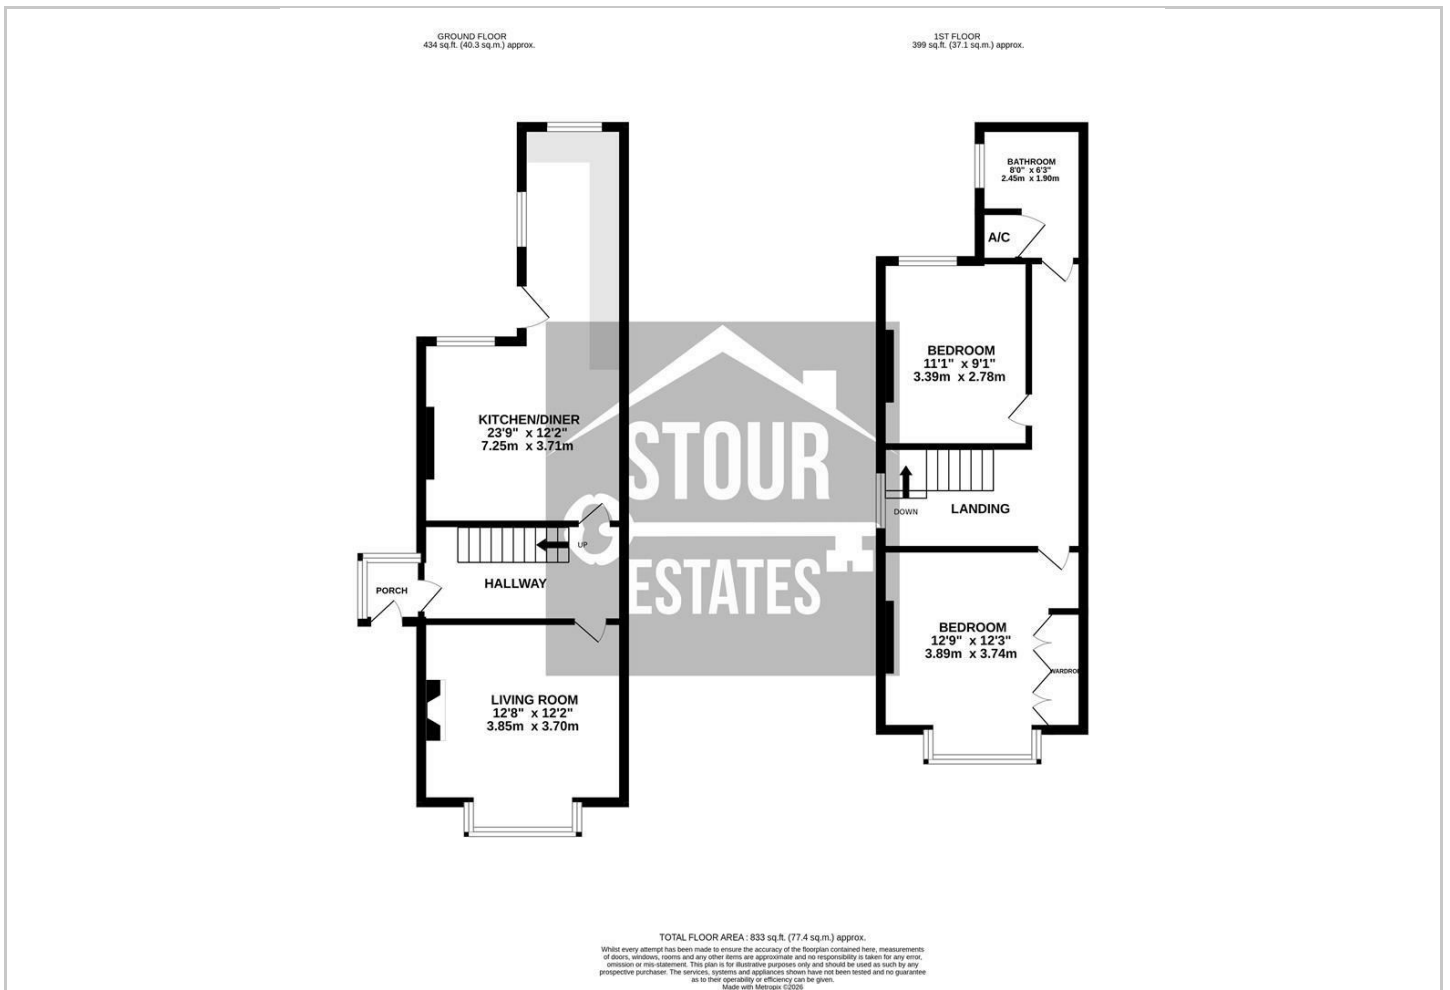 GROUND FLOOR
434 sq.ft. (40.3 sq.m.) approx.
1ST FLOOR
399 sq.ft. (37.1 sq.m.) approx.
BATHROOM
8'0" x 6'3"
2.45m x 1.90m
A/C
BEDROOM
11'1" x 9'1"
3.39m x 2.78m
KITCHEN/DINER
23'9" x 12'2"
7.25m x 3.71m
STOUR
ESTATES
DOWN
LANDING
UP
HALLWAY
PORCH
BEDROOM
12'9" x 12'3"
3.89m x 3.74m
WARDROB
LIVING ROOM
12'8" x 12'2"
3.85m x 3.70m
TOTAL FLOOR AREA : 833 sq.ft. (77.4 sq.m.) approx.
Whilst every attempt has been made to ensure the accuracy of the floorplan contained here, measurements
of doors, windows, rooms and any other items are approximate and no responsibility is taken for any error,
omission or mis-statement. This plan is for illustrative purposes only and should be used as such by any
prospective purchaser. The services, systems and appliances shown have not been tested and no guarantee
as to their operability or efficiency can be given.
Made with Metropix ©2026